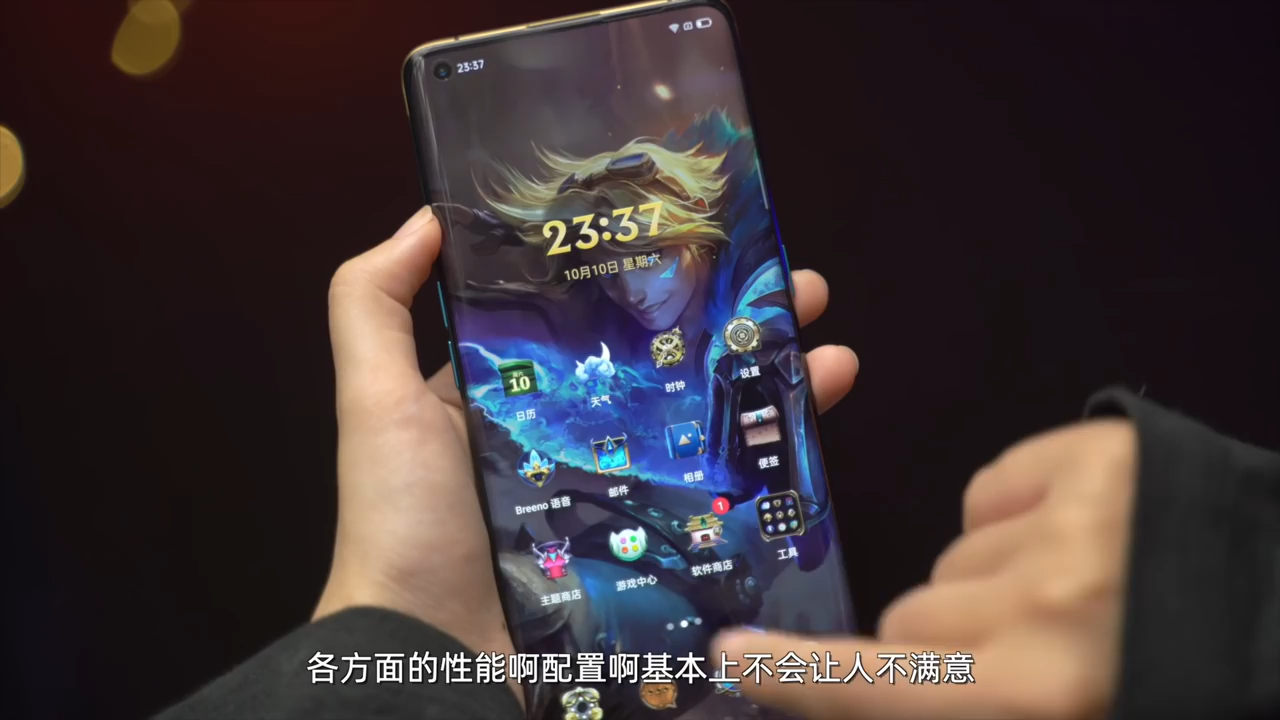 23:37
23:37
10月10日 星期六
10
日历
天气
时钟
设置
Breeno 语音
邮件
相册
便签
主题商店
游戏中心
1
软件商店
工具
各方面的性能啊配置啊基本上不会让人不满意